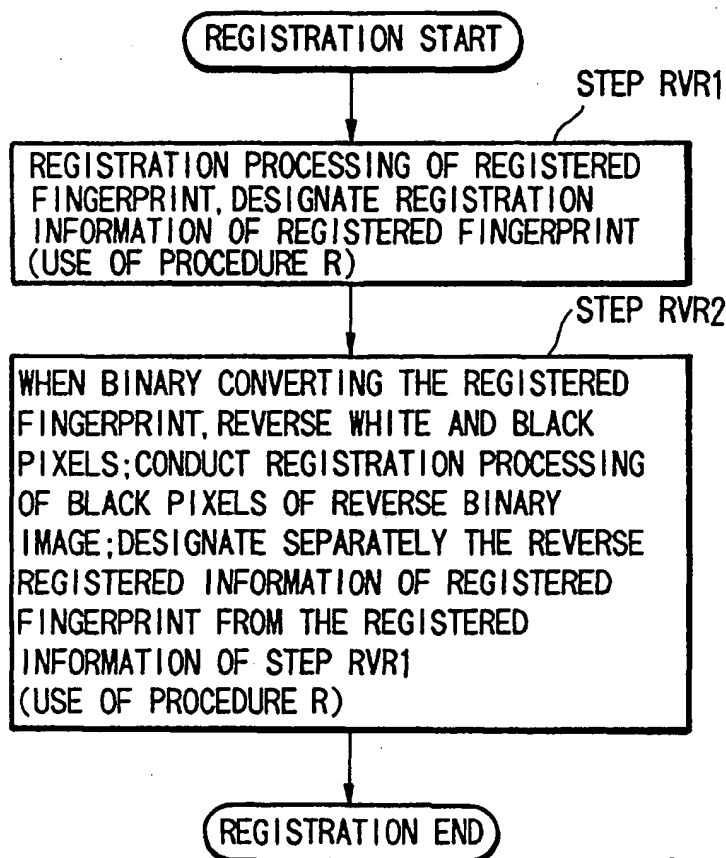 REGISTRATION START
STEP RVR1
REGISTRATION PROCESSING OF REGISTERED
FINGERPRINT, DESIGNATE REGISTRATION
INFORMATION OF REGISTERED FINGERPRINT
(USE OF PROCEDURE R)
STEP RVR2
WHEN BINARY CONVERTING THE REGISTERED
FINGERPRINT, REVERSE WHITE AND BLACK
PIXELS; CONDUCT REGISTRATION PROCESSING
OF BLACK PIXELS OF REVERSE BINARY
IMAGE; DESIGNATE SEPARATELY THE REVERSE
REGISTERED INFORMATION OF REGISTERED
FINGERPRINT FROM THE REGISTERED
INFORMATION OF STEP RVR1
(USE OF PROCEDURE R)
REGISTRATION END